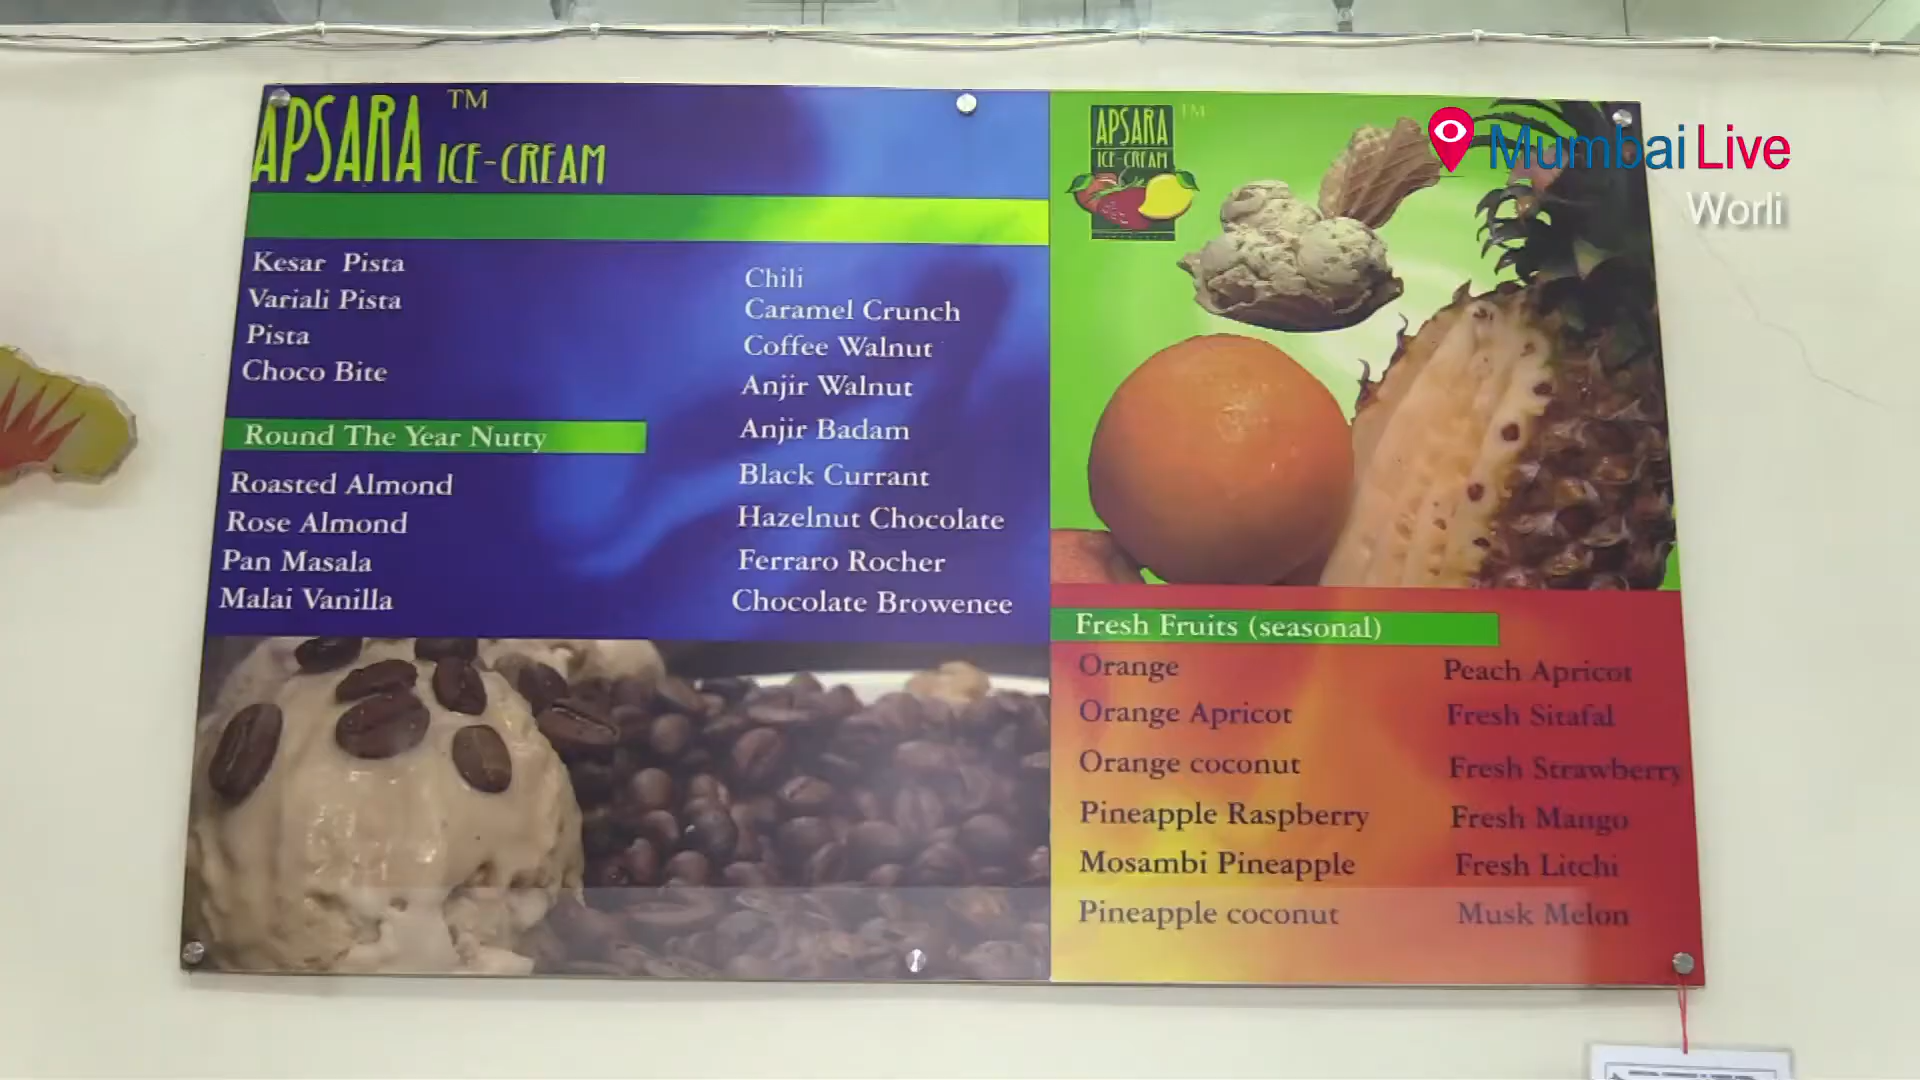 APSARA ICE-CREAM TM
Kesar Pista
Variali Pista
Pista
Choco Bite
Round The Year Nutty
Roasted Almond
Rose Almond
Pan Masala
Malai Vanilla
Chili
Caramel Crunch
Coffee Walnut
Anjir Walnut
Anjir Badam
Black Currant
Hazelnut Chocolate
Ferraro Rocher
Chocolate Browenee
APSARA TM
ICE-CREAM
Mumbai Live
Worli
Fresh Fruits (seasonal)
Orange
Orange Apricot
Orange coconut
Pineapple Raspberry
Mosambi Pineapple
Pineapple coconut
Peach Apricot
Fresh Sitafal
Fresh Strawberry
Fresh Mango
Fresh Litchi
Musk Melon